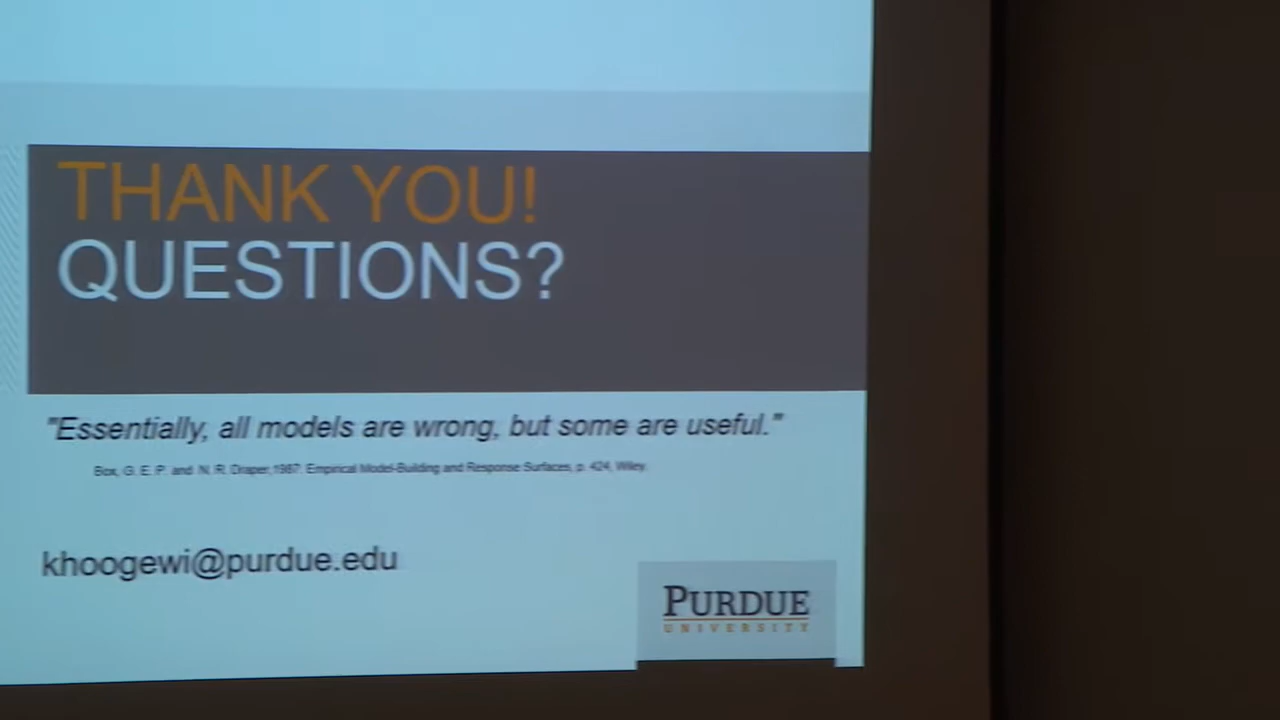 THANK YOU!
QUESTIONS?
"Essentially, all models are wrong, but some are useful."
Box, G. E. P. and N. R. Draper, 1987: Empirical Model-Building and Response Surfaces, p. 424, Wiley.
khoogewi@purdue.edu
PURDUE
UNIVERSITY